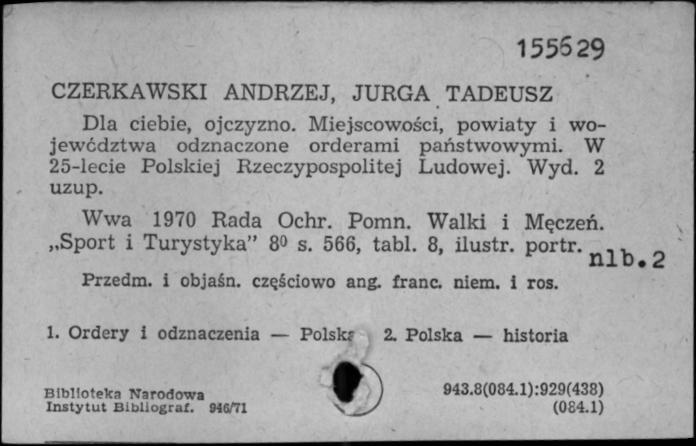 155629
CZERKAWSKI ANDRZEJ, JURGA TADEUSZ
Dla ciebie, ojczyzno. Miejscowości, powiaty i wo-
jewództwa odznaczone orderami państwowymi. W
25-lecie Polskiej Rzeczypospolitej Ludowej. Wyd. 2
uzup.
Wwa 1970 Rada Ochr. Pomn. Walki i Męczeń.
„Sport i Turystyka” 8⁰ s. 566, tabl. 8, ilustr. portr.
nlb.2
Przedm. i objaśn. częściowo ang. franc. niem. i ros.
1. Ordery i odznaczenia — Polska 2. Polska — historia
Biblioteka Narodowa 943.8(084.1):929(438)
Instytut Bibliograf. 946/71 (084.1)